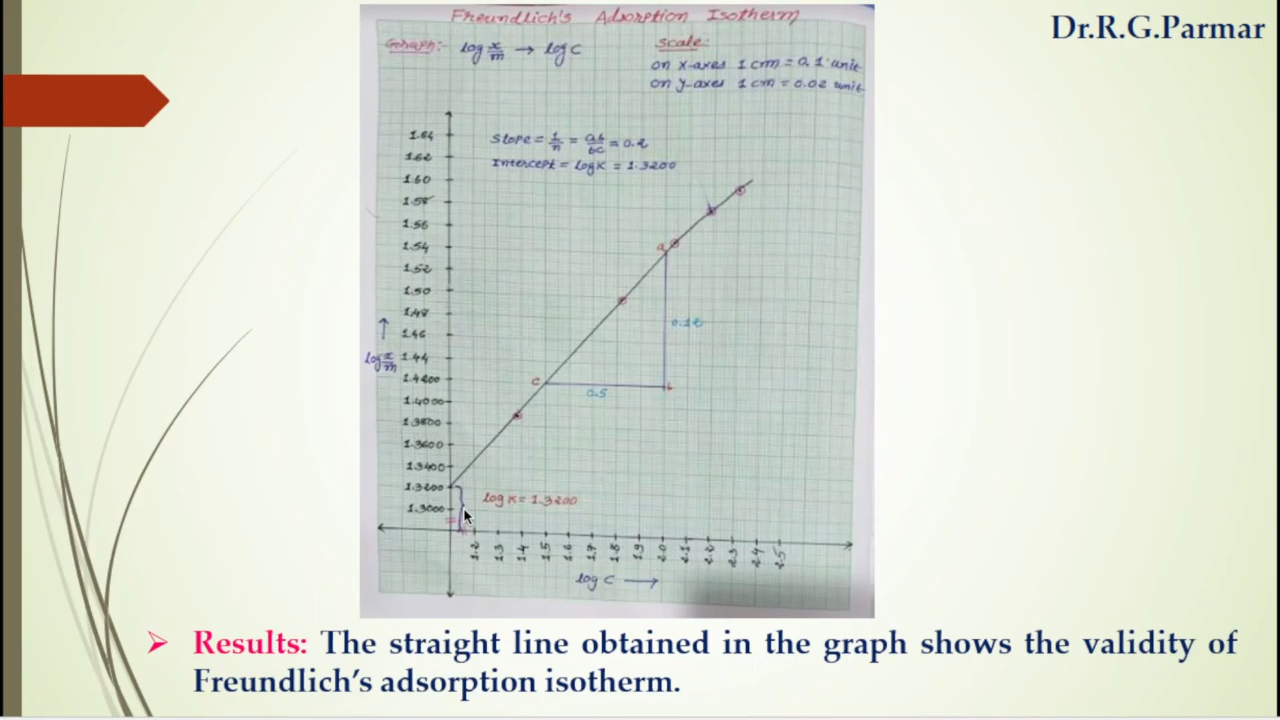 Dr.R.G.Parmar
Freundlich's Adsorption Isotherm
Graph:- log x/m → log C
Scale:
on x-axes 1 cm = 0.1 unit
on y-axes 1 cm = 0.02 unit
Slope = 1/n = ab/bc = 0.2
Intercept = log K = 1.3200
1.64
1.62
1.60
1.58
1.56
1.54
1.52
1.50
1.48
1.46
1.44
1.4200
1.4000
1.3800
1.3600
1.3400
1.3200
1.3000
log x/m
a
0.12
c
b
0.5
log K = 1.3200
1.2 1.3 1.4 1.5 1.6 1.7 1.8 1.9 2.0 2.1 2.2 2.3 2.4 2.5
log C →
Results: The straight line obtained in the graph shows the validity of
Freundlich's adsorption isotherm.